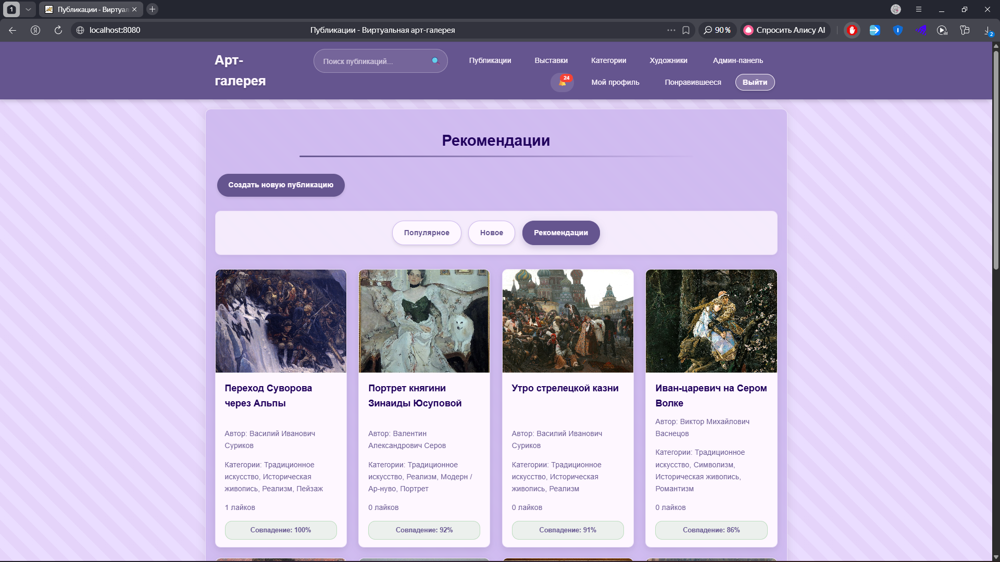 1
Публикации - Виртуал
localhost:8080
Публикации - Виртуальная арт-галерея
90 %
Спросить Алису AI
2
Арт-
галерея
Поиск публикаций...
Публикации
Выставки
Категории
Художники
Админ-панель
24
Мой профиль
Понравившееся
Выйти
Рекомендации
Создать новую публикацию
Популярное
Новое
Рекомендации
Переход Суворова
через Альпы
Автор: Василий Иванович
Суриков
Категории: Традиционное
искусство, Историческая
живопись, Реализм, Пейзаж
1 лайков
Совпадение: 100%
Портрет княгини
Зинаиды Юсуповой
Автор: Валентин
Александрович Серов
Категории: Традиционное
искусство, Реализм, Модерн /
Ар-нуво, Портрет
0 лайков
Совпадение: 92%
Утро стрелецкой казни
Автор: Василий Иванович
Суриков
Категории: Традиционное
искусство, Историческая
живопись, Реализм
0 лайков
Совпадение: 91%
Иван-царевич на Сером
Волке
Автор: Виктор Михайлович
Васнецов
Категории: Традиционное
искусство, Символизм,
Историческая живопись,
Романтизм
0 лайков
Совпадение: 86%